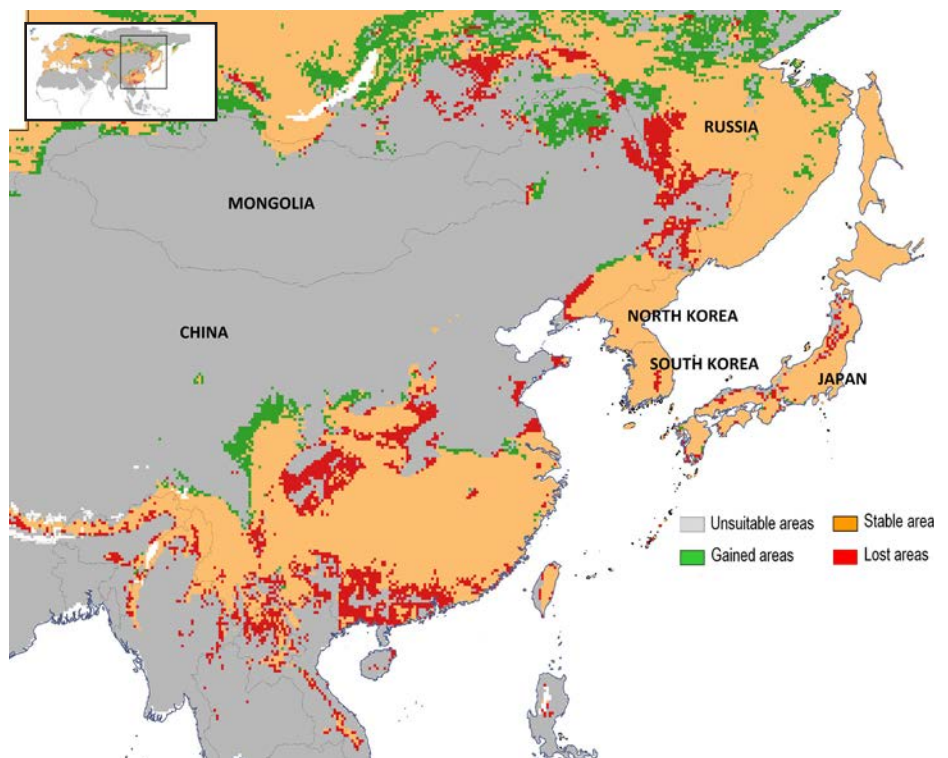 RUSSIA
MONGOLIA
CHINA
NORTH KOREA
SOUTH KOREA
JAPAN
Unsuitable areas
Stable area
Gained areas
Lost areas